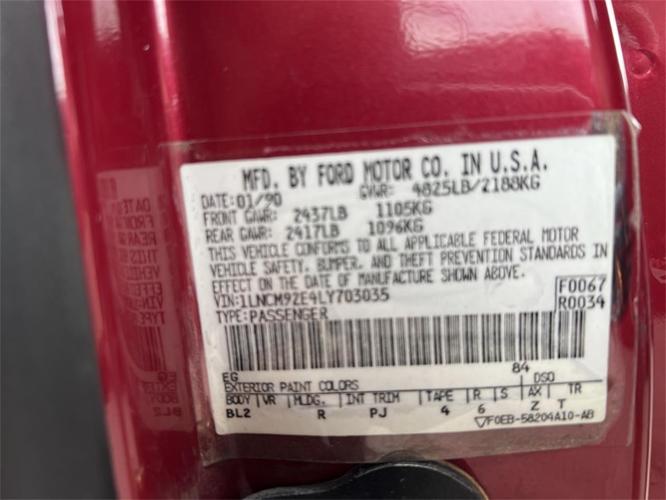 MFD. BY FORD MOTOR CO. IN U.S.A.
DATE: 01/90 GVWR: 4825LB/2188KG
FRONT GAWR: 2437LB 1105KG
REAR GAWR: 2417LB 1096KG
THIS VEHICLE CONFORMS TO ALL APPLICABLE FEDERAL MOTOR
VEHICLE SAFETY, BUMPER, AND THEFT PREVENTION STANDARDS IN
EFFECT ON THE DATE OF MANUFACTURE SHOWN ABOVE.
VIN: 1LNCM92E4LY703035 F0067
TYPE: PASSENGER R0034
EG 84
EXTERIOR PAINT COLORS DSO
BODY VR MLDG. INT TRIM TAPE R S AX TR
BL2 R PJ 4 6 Z T
F0EB-58204A10-AB